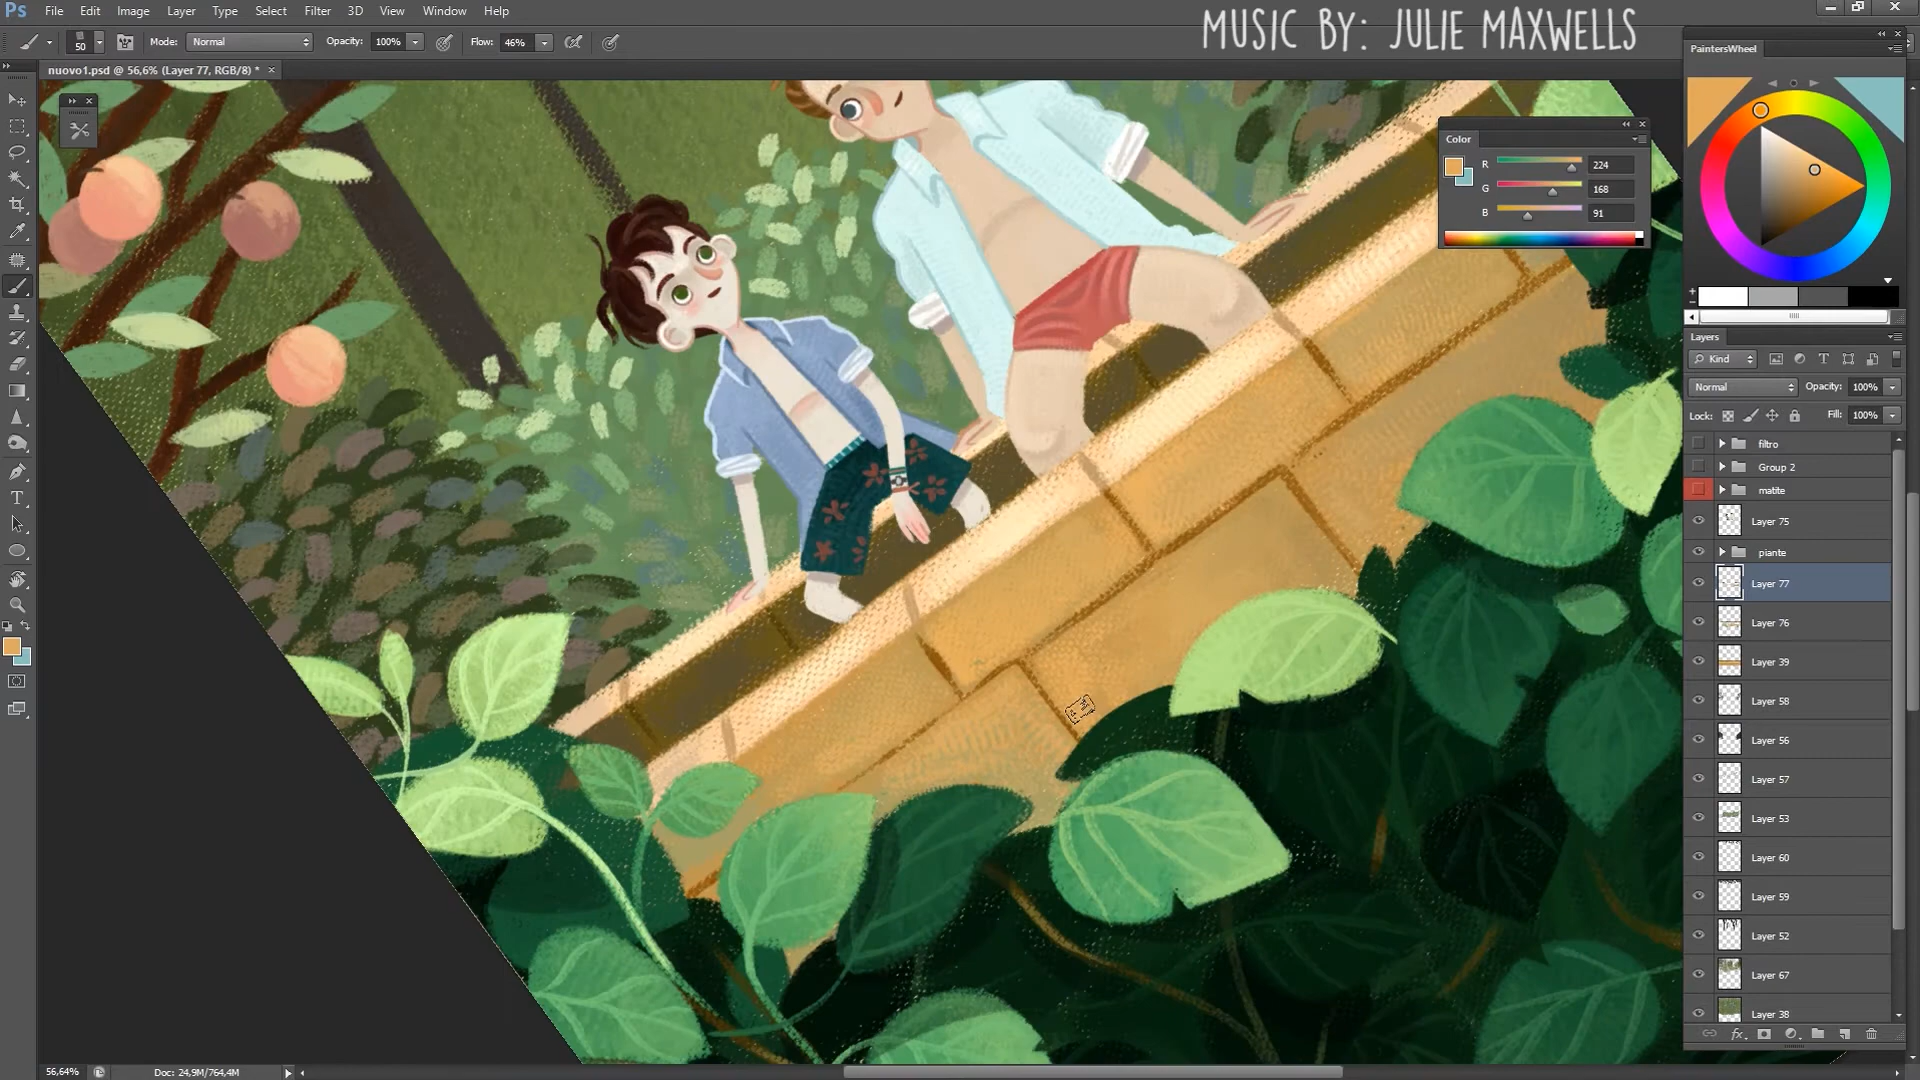 Ps File Edit Image Layer Type Select Filter 3D View Window Help
MUSIC BY: JULIE MAXWELLS
50 Mode: Normal Opacity: 100% Flow: 46%
nuovo1.psd @ 56,6% (Layer 77, RGB/8) * ×
PaintersWheel
Color
R 224
G 168
B 91
Layers
Kind
Normal Opacity: 100%
Lock: Fill: 100%
filtro
Group 2
matite
Layer 75
piante
Layer 77
Layer 76
Layer 39
Layer 58
Layer 56
Layer 57
Layer 53
Layer 60
Layer 59
Layer 52
Layer 67
Layer 38
fx
56,64% Doc: 24,9M/764,4M